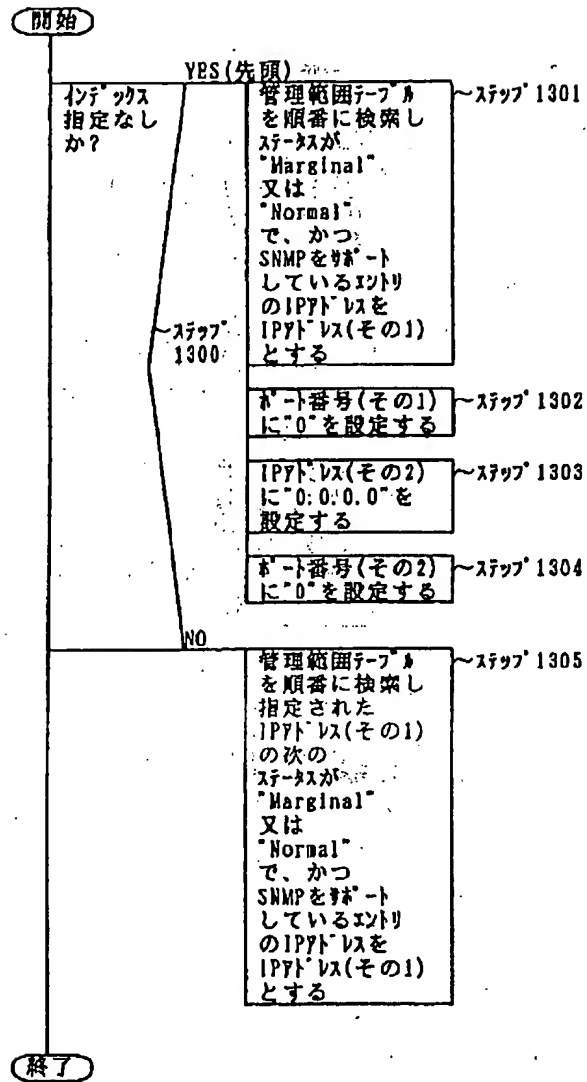 開始
YES(先頭)
インデックス
指定なし
か?
ステップ
1300
管理範囲テーブル
を順番に検索し
ステータスが
"Marginal"
又は
"Normal"
で、かつ
SNMPをサポート
しているエントリ
のIPアドレスを
IPアドレス(その1)
とする
ステップ1301
ポート番号(その1)
に"0"を設定する
ステップ1302
IPアドレス(その2)
に"0.0.0.0"を
設定する
ステップ1303
ポート番号(その2)
に"0"を設定する
ステップ1304
NO
管理範囲テーブル
を順番に検索し
指定された
IPアドレス(その1)
の次の
ステータスが
"Marginal"
又は
"Normal"
で、かつ
SNMPをサポート
しているエントリ
のIPアドレスを
IPアドレス(その1)
とする
ステップ1305
終了